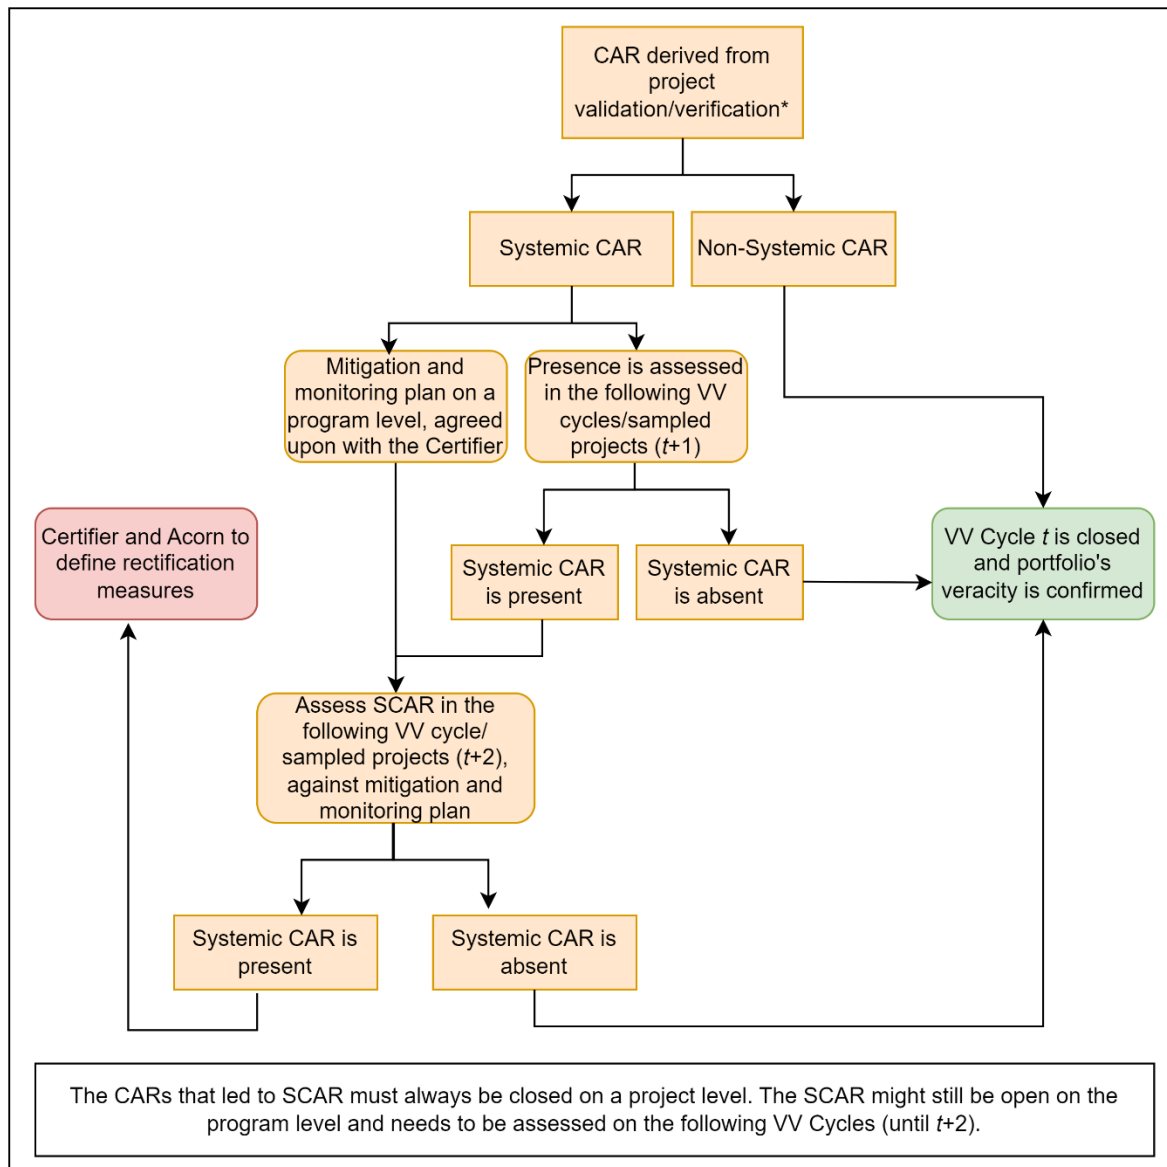 CAR derived from
project
validation/verification*
Systemic CAR
Non-Systemic CAR
Mitigation and
monitoring plan on a
program level, agreed
upon with the Certifier
Presence is assessed
in the following VV
cycles/sampled
projects (t+1)
Certifier and Acorn to
define rectification
measures
Systemic CAR
is present
Systemic CAR
is absent
VV Cycle t is closed
and portfolio's
veracity is confirmed
Assess SCAR in the
following VV cycle/
sampled projects (t+2),
against mitigation and
monitoring plan
Systemic CAR is
present
Systemic CAR is
absent
The CARs that led to SCAR must always be closed on a project level. The SCAR might still be open on the
program level and needs to be assessed on the following VV Cycles (until t+2).